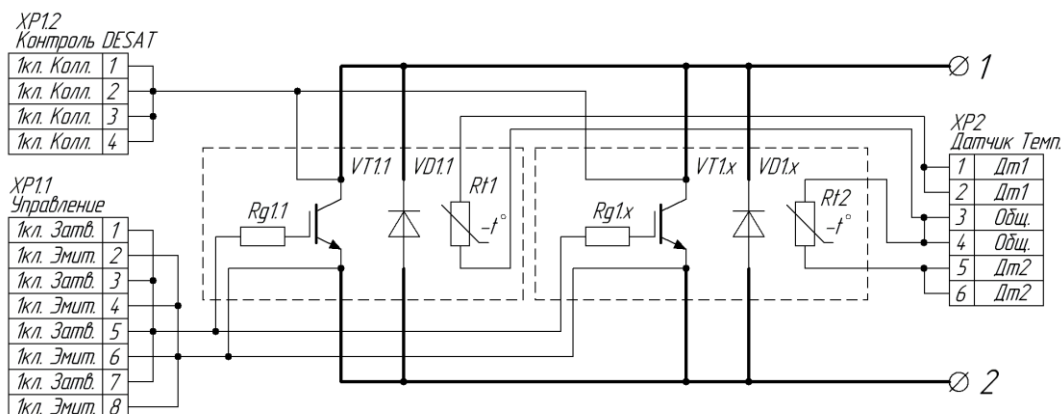 XP1.2
Контроль DESAT
1кл. Колл. 1
1кл. Колл. 2
1кл. Колл. 3
1кл. Колл. 4
XP1.1
Управление
1кл. Затв. 1
1кл. Эмит. 2
1кл. Затв. 3
1кл. Эмит. 4
1кл. Затв. 5
1кл. Эмит. 6
1кл. Затв. 7
1кл. Эмит. 8
VT1.1
VD1.1
Rt1
Rg1.1
-t°
VT1.x
VD1.x
Rt2
Rg1.x
-t°
1
2
XP2
Датчик Темп.
1 Дт1
2 Дт1
3 Общ.
4 Общ.
5 Дт2
6 Дт2